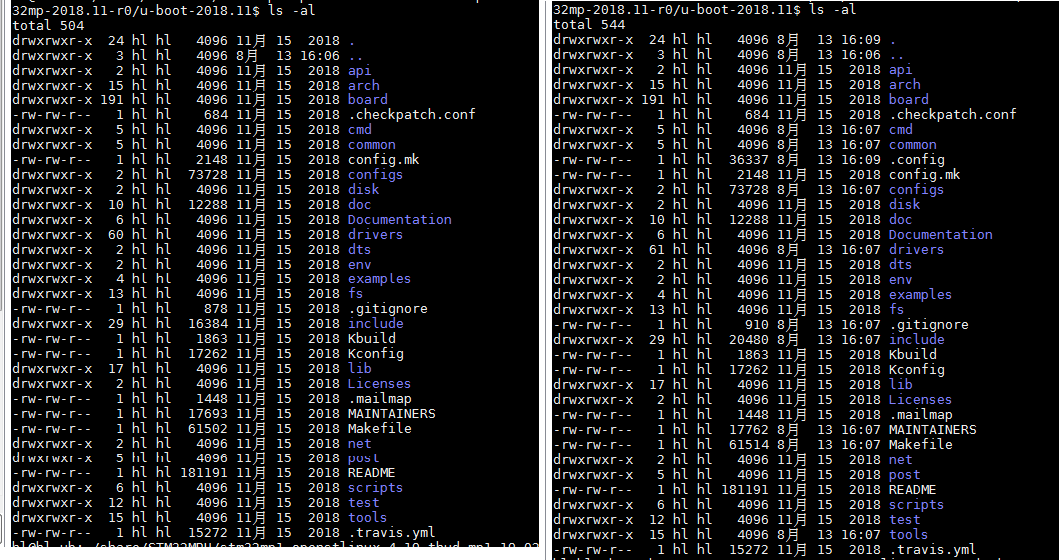 32mp-2018.11-r0/u-boot-2018.11$ ls -al
total 504
drwxrwxr-x  24 hl hl   4096 11月 15  2018 .
drwxrwxr-x   3 hl hl   4096 8月  13 16:06 ..
drwxrwxr-x   2 hl hl   4096 11月 15  2018 api
drwxrwxr-x  15 hl hl   4096 11月 15  2018 arch
drwxrwxr-x 191 hl hl   4096 11月 15  2018 board
-rw-rw-r--   1 hl hl    684 11月 15  2018 .checkpatch.conf
drwxrwxr-x   5 hl hl   4096 11月 15  2018 cmd
drwxrwxr-x   5 hl hl   4096 11月 15  2018 common
-rw-rw-r--   1 hl hl   2148 11月 15  2018 config.mk
drwxrwxr-x   2 hl hl  73728 11月 15  2018 configs
drwxrwxr-x   2 hl hl   4096 11月 15  2018 disk
drwxrwxr-x  10 hl hl  12288 11月 15  2018 doc
drwxrwxr-x   6 hl hl   4096 11月 15  2018 Documentation
drwxrwxr-x  60 hl hl   4096 11月 15  2018 drivers
drwxrwxr-x   2 hl hl   4096 11月 15  2018 dts
drwxrwxr-x   2 hl hl   4096 11月 15  2018 env
drwxrwxr-x   4 hl hl   4096 11月 15  2018 examples
drwxrwxr-x  13 hl hl   4096 11月 15  2018 fs
-rw-rw-r--   1 hl hl    878 11月 15  2018 .gitignore
drwxrwxr-x  29 hl hl  16384 11月 15  2018 include
-rw-rw-r--   1 hl hl   1863 11月 15  2018 Kbuild
-rw-rw-r--   1 hl hl  17262 11月 15  2018 Kconfig
drwxrwxr-x  17 hl hl   4096 11月 15  2018 lib
drwxrwxr-x   2 hl hl   4096 11月 15  2018 Licenses
-rw-rw-r--   1 hl hl   1448 11月 15  2018 .mailmap
-rw-rw-r--   1 hl hl  17693 11月 15  2018 MAINTAINERS
-rw-rw-r--   1 hl hl  61502 11月 15  2018 Makefile
drwxrwxr-x   2 hl hl   4096 11月 15  2018 net
drwxrwxr-x   5 hl hl   4096 11月 15  2018 post
-rw-rw-r--   1 hl hl 181191 11月 15  2018 README
drwxrwxr-x   6 hl hl   4096 11月 15  2018 scripts
drwxrwxr-x  12 hl hl   4096 11月 15  2018 test
drwxrwxr-x  15 hl hl   4096 11月 15  2018 tools
-rw-rw-r--   1 hl hl  15272 11月 15  2018 .travis.yml
32mp-2018.11-r0/u-boot-2018.11$ ls -al
total 544
drwxrwxr-x  24 hl hl   4096 8月  13 16:09 .
drwxrwxr-x   3 hl hl   4096 8月  13 16:06 ..
drwxrwxr-x   2 hl hl   4096 11月 15  2018 api
drwxrwxr-x  15 hl hl   4096 11月 15  2018 arch
drwxrwxr-x 191 hl hl   4096 11月 15  2018 board
-rw-rw-r--   1 hl hl    684 11月 15  2018 .checkpatch.conf
drwxrwxr-x   5 hl hl   4096 8月  13 16:07 cmd
drwxrwxr-x   5 hl hl   4096 8月  13 16:07 common
-rw-rw-r--   1 hl hl  36337 8月  13 16:09 .config
-rw-rw-r--   1 hl hl   2148 11月 15  2018 config.mk
drwxrwxr-x   2 hl hl  73728 8月  13 16:07 configs
drwxrwxr-x   2 hl hl   4096 11月 15  2018 disk
drwxrwxr-x  10 hl hl  12288 11月 15  2018 doc
drwxrwxr-x   6 hl hl   4096 11月 15  2018 Documentation
drwxrwxr-x  61 hl hl   4096 8月  13 16:07 drivers
drwxrwxr-x   2 hl hl   4096 11月 15  2018 dts
drwxrwxr-x   2 hl hl   4096 11月 15  2018 env
drwxrwxr-x   4 hl hl   4096 11月 15  2018 examples
drwxrwxr-x  13 hl hl   4096 11月 15  2018 fs
-rw-rw-r--   1 hl hl    910 8月  13 16:07 .gitignore
drwxrwxr-x  29 hl hl  20480 8月  13 16:07 include
-rw-rw-r--   1 hl hl   1863 11月 15  2018 Kbuild
-rw-rw-r--   1 hl hl  17262 11月 15  2018 Kconfig
drwxrwxr-x  17 hl hl   4096 11月 15  2018 lib
drwxrwxr-x   2 hl hl   4096 11月 15  2018 Licenses
-rw-rw-r--   1 hl hl   1448 11月 15  2018 .mailmap
-rw-rw-r--   1 hl hl  17762 8月  13 16:07 MAINTAINERS
-rw-rw-r--   1 hl hl  61514 8月  13 16:07 Makefile
drwxrwxr-x   2 hl hl   4096 11月 15  2018 net
drwxrwxr-x   5 hl hl   4096 11月 15  2018 post
-rw-rw-r--   1 hl hl 181191 11月 15  2018 README
drwxrwxr-x   6 hl hl   4096 11月 15  2018 scripts
drwxrwxr-x  12 hl hl   4096 11月 15  2018 test
drwxrwxr-x  15 hl hl   4096 8月  13 16:07 tools
-rw-rw-r--   1 hl hl  15272 11月 15  2018 .travis.yml